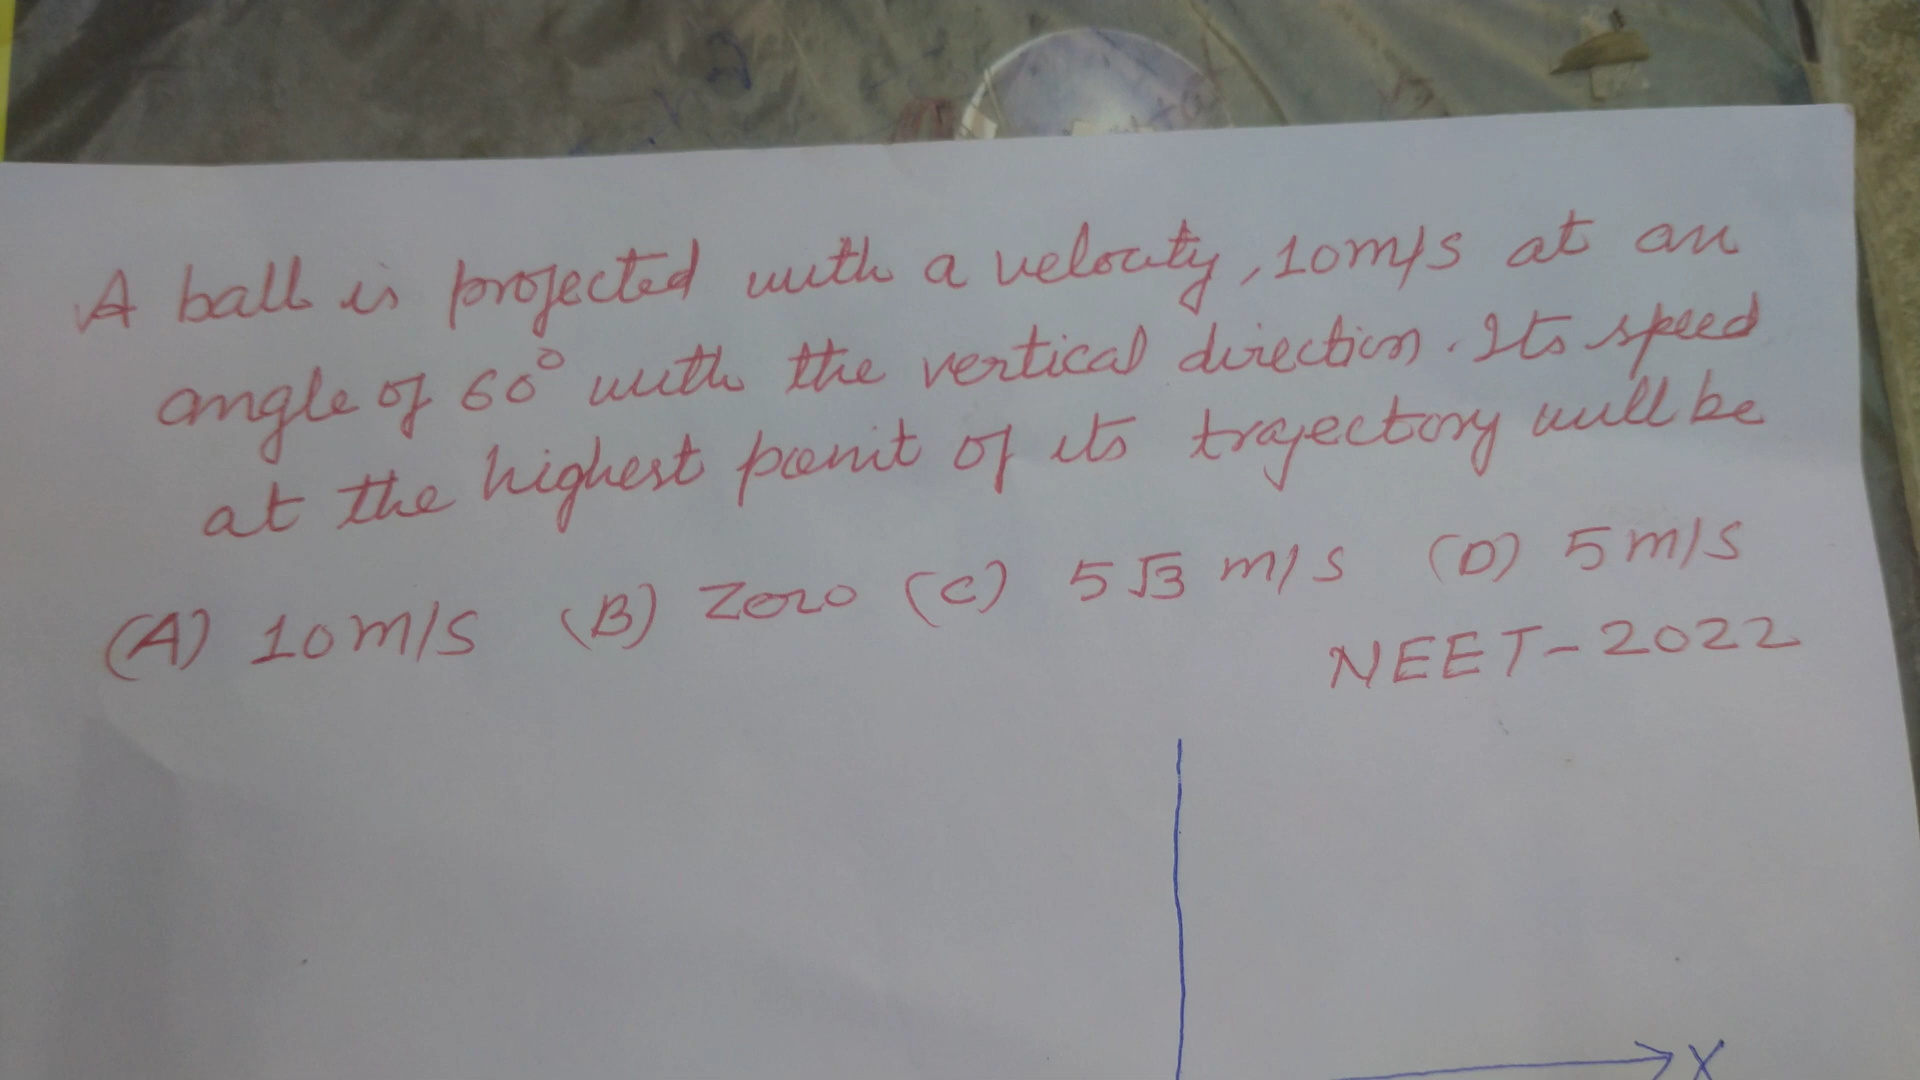 A ball is projected with a velocity, 10m/s at an
angle of 60° with the vertical direction. Its speed
at the highest point of its trajectory will be
(A) 10m/s (B) Zero (C) 5√3 m/s (D) 5m/s
NEET-2022
X